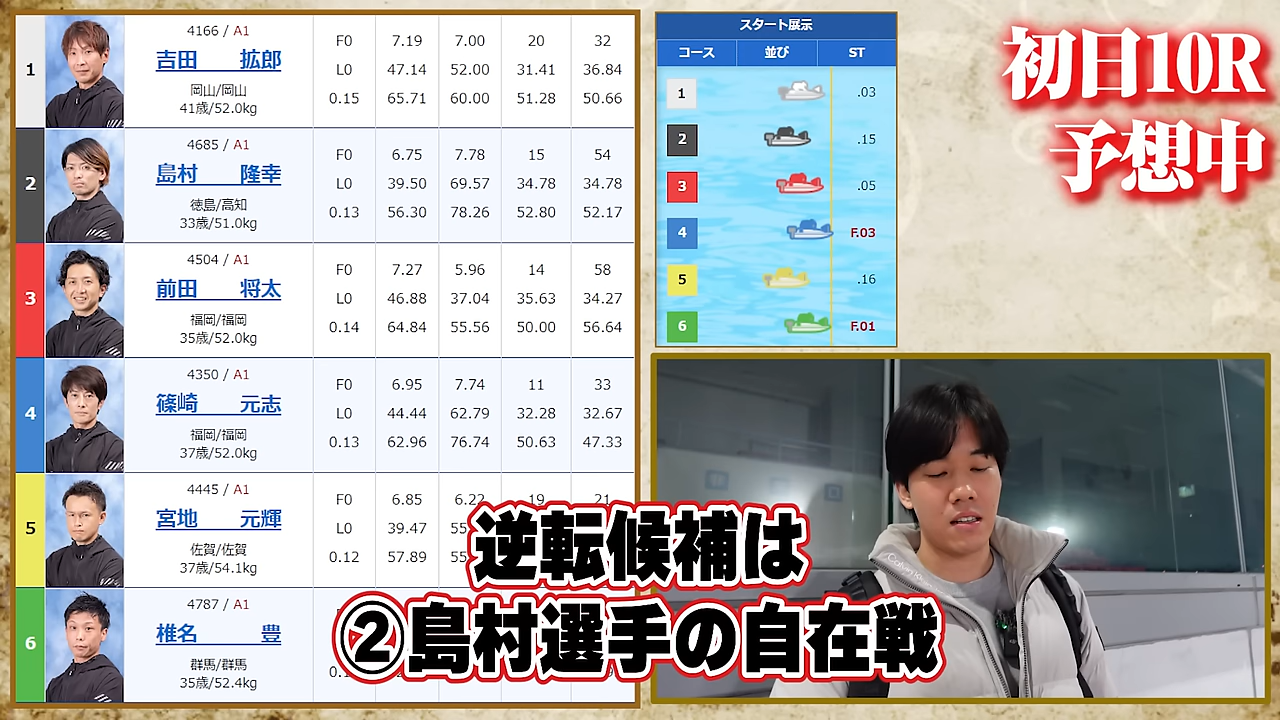 1
4166 / A1
吉田 拡郎
岡山/岡山
41歳/52.0kg
F0 7.19 7.00 20 32
L0 47.14 52.00 31.41 36.84
0.15 65.71 60.00 51.28 50.66
2
4685 / A1
島村 隆幸
徳島/高知
33歳/51.0kg
F0 6.75 7.78 15 54
L0 39.50 69.57 34.78 34.78
0.13 56.30 78.26 52.80 52.17
3
4504 / A1
前田 将太
福岡/福岡
35歳/52.0kg
F0 7.27 5.96 14 58
L0 46.88 37.04 35.63 34.27
0.14 64.84 55.56 50.00 56.64
4
4350 / A1
篠崎 元志
福岡/福岡
37歳/52.0kg
F0 6.95 7.74 11 33
L0 44.44 62.79 32.28 32.67
0.13 62.96 76.74 50.63 47.33
5
4445 / A1
宮地 元輝
佐賀/佐賀
37歳/54.1kg
F0 6.85 6.22 19 21
L0 39.47
0.12 57.89
6
4787 / A1
椎名 豊
群馬/群馬
35歳/52.4kg
スタート展示
コース 並び ST
1 .03
2 .15
3 .05
4 F.03
5 .16
6 F.01
初日10R
予想中
逆転候補は
②島村選手の自在戦